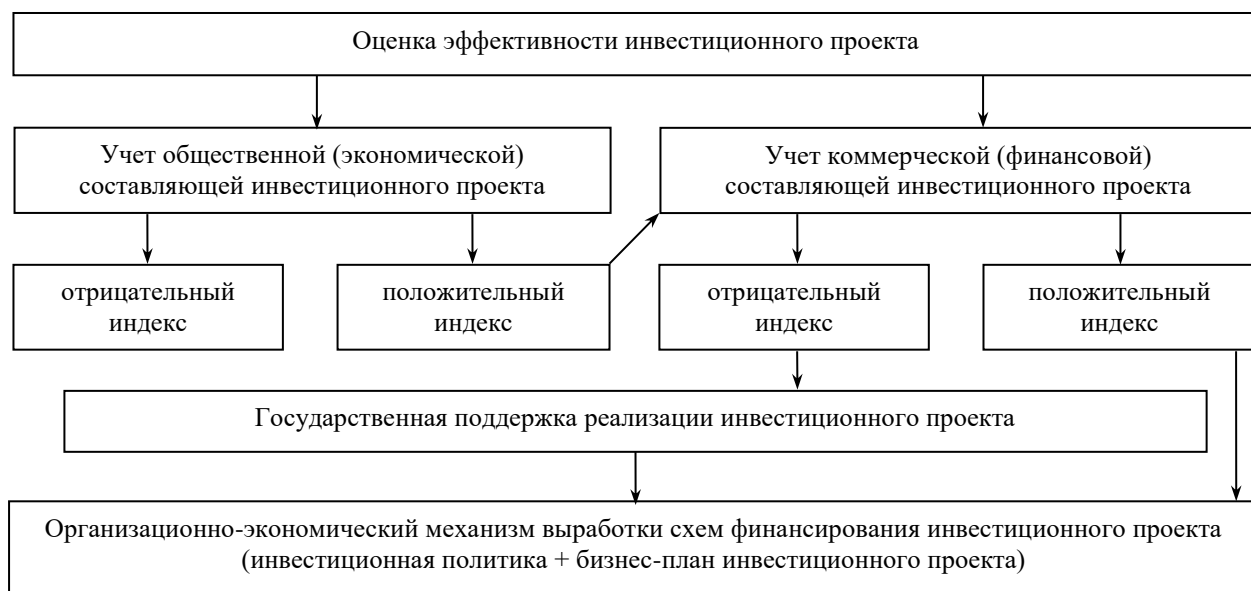 Оценка эффективности инвестиционного проекта
Учет общественной (экономической)
составляющей инвестиционного проекта
Учет коммерческой (финансовой)
составляющей инвестиционного проекта
отрицательный
индекс
положительный
индекс
отрицательный
индекс
положительный
индекс
Государственная поддержка реализации инвестиционного проекта
Организационно-экономический механизм выработки схем финансирования инвестиционного проекта
(инвестиционная политика + бизнес-план инвестиционного проекта)